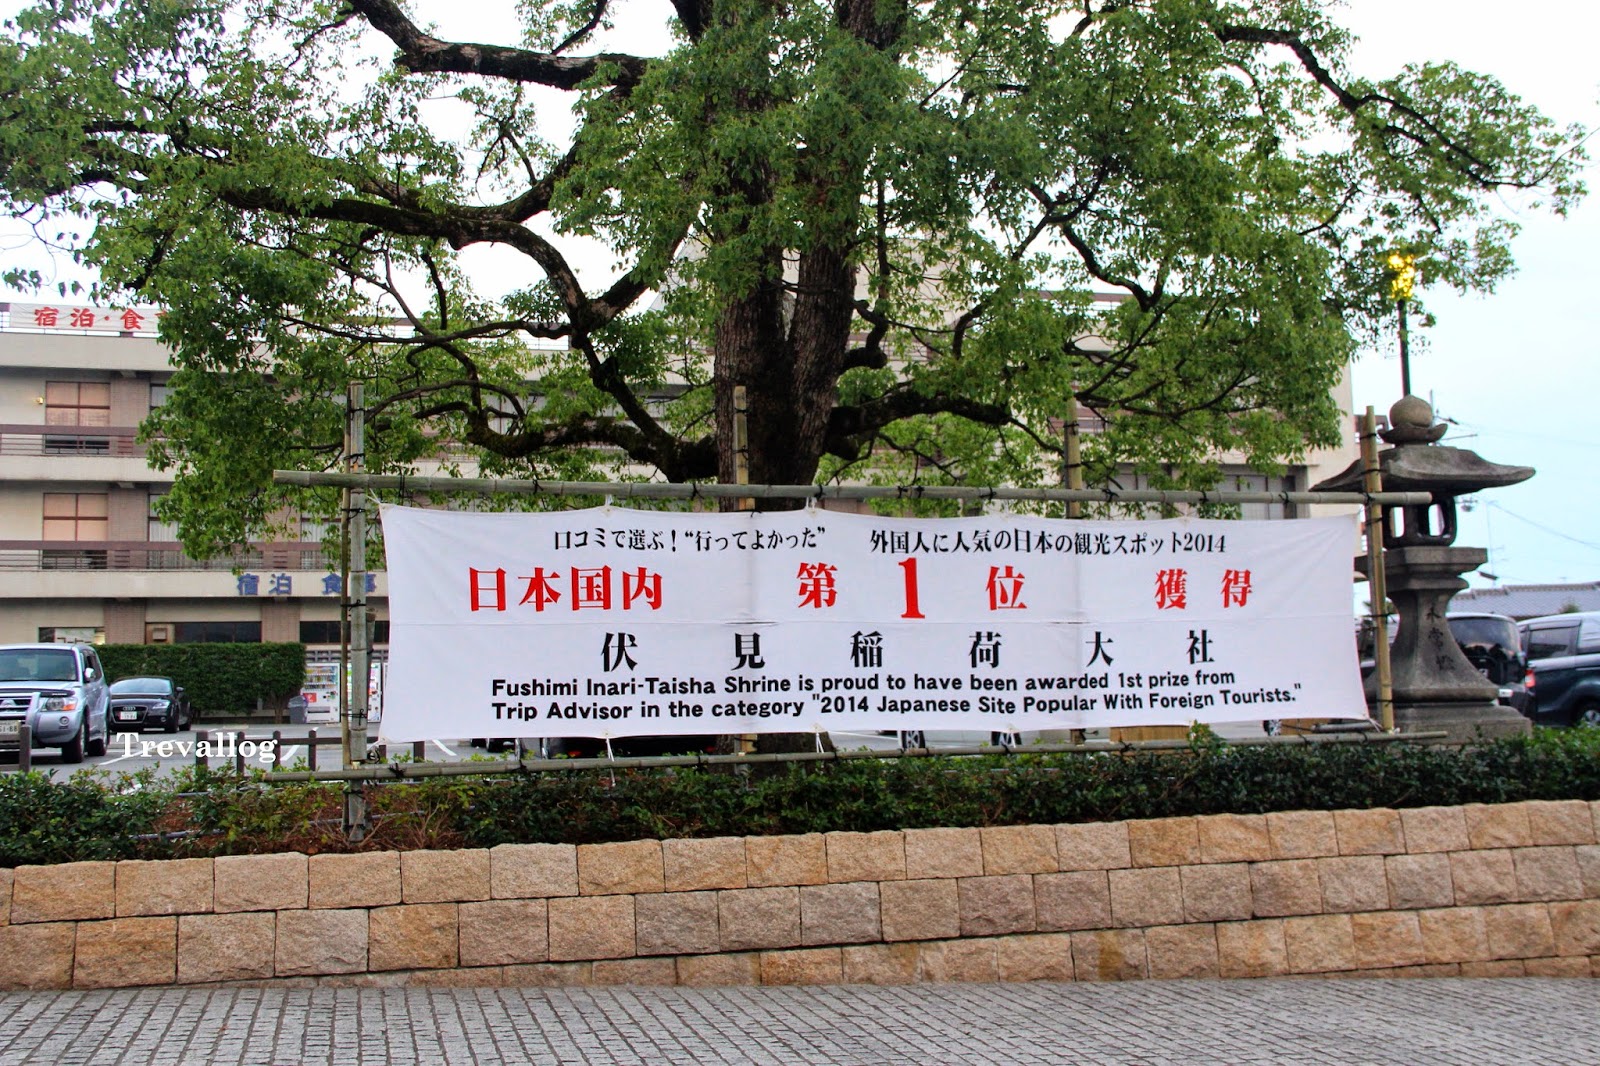 宿泊・食
宿泊 食事
口コミで選ぶ！“行ってよかった” 外国人に人気の日本の観光スポット2014
日本国内 第1位 獲得
伏見稲荷大社
Fushimi Inari-Taisha Shrine is proud to have been awarded 1st prize from
Trip Advisor in the category "2014 Japanese Site Popular With Foreign Tourists."
Trevallog